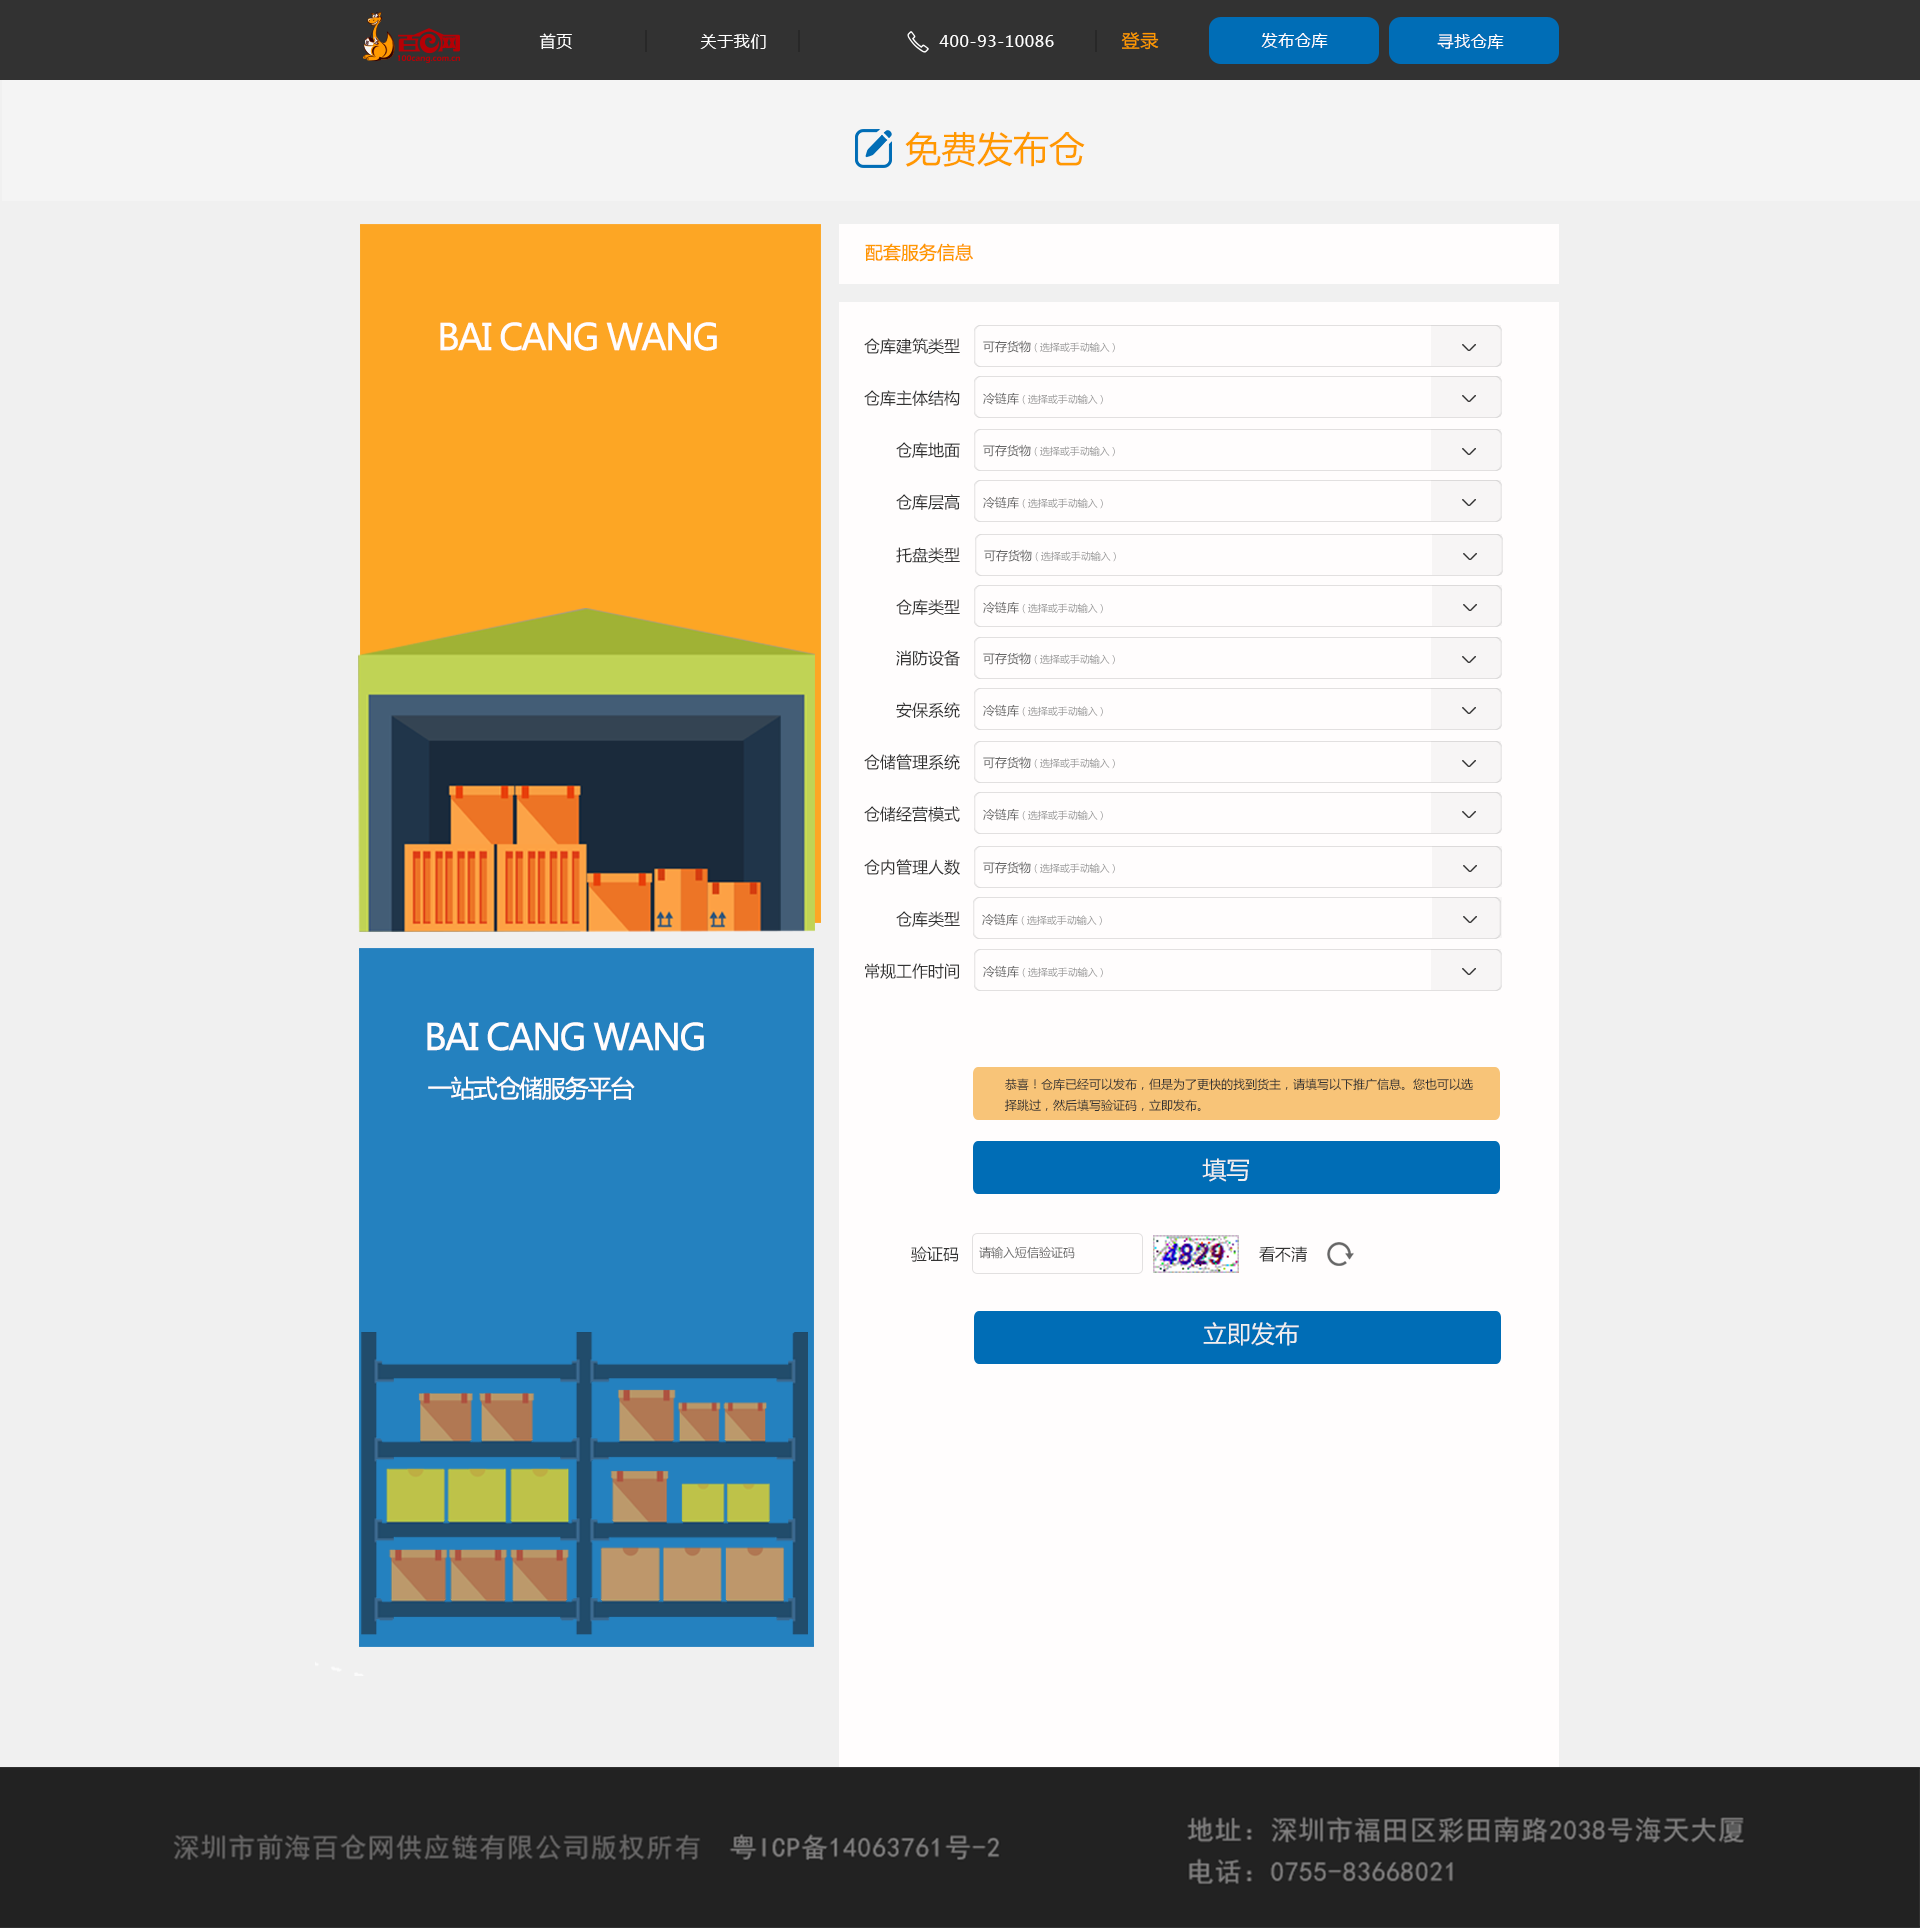 百仓网
首页
关于我们
400-93-10086
登录
发布仓库
寻找仓库
免费发布仓
BAI CANG WANG
配套服务信息
仓库建筑类型 可存货物（选择或手动输入）
仓库主体结构 冷链库（选择或手动输入）
仓库地面 可存货物（选择或手动输入）
仓库层高 冷链库（选择或手动输入）
托盘类型 可存货物（选择或手动输入）
仓库类型 冷链库（选择或手动输入）
消防设备 可存货物（选择或手动输入）
安保系统 冷链库（选择或手动输入）
仓储管理系统 可存货物（选择或手动输入）
仓储经营模式 冷链库（选择或手动输入）
仓内管理人数 可存货物（选择或手动输入）
仓库类型 冷链库（选择或手动输入）
常规工作时间 冷链库（选择或手动输入）
BAI CANG WANG
一站式仓储服务平台
恭喜！仓库已经可以发布，但是为了更快的找到货主，请填写以下推广信息。您也可以选
择跳过，然后填写验证码，立即发布。
填写
验证码 请输入短信验证码 4829 看不清
立即发布
深圳市前海百仓网供应链有限公司版权所有 粤ICP备14063761号-2
地址：深圳市福田区彩田南路2038号海天大厦
电话：0755-83668021